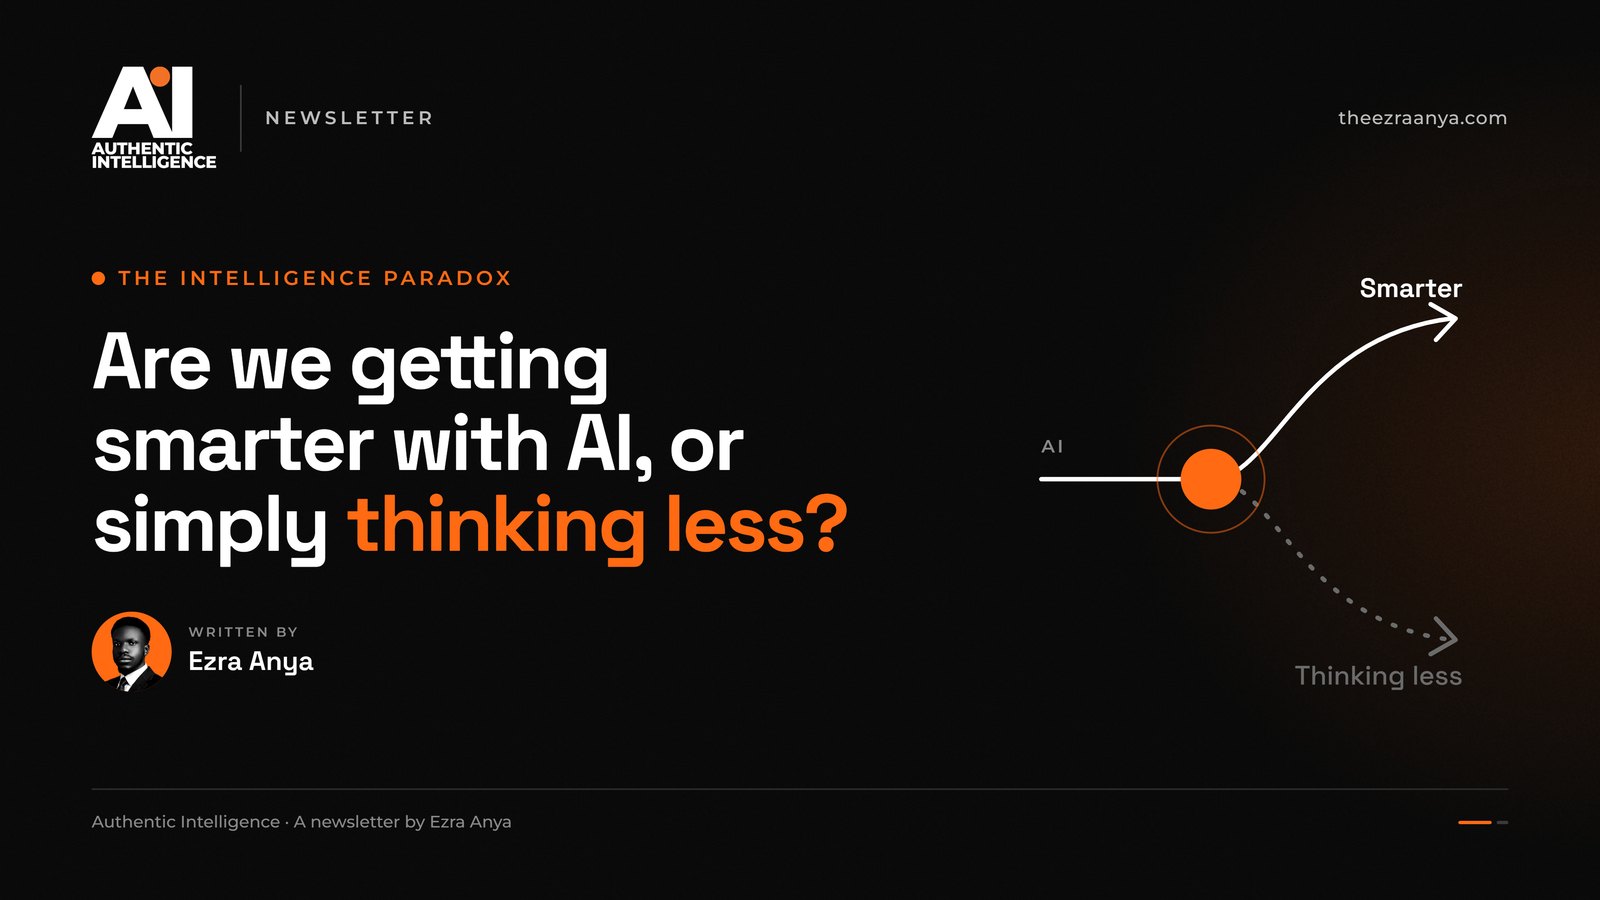 AI
AUTHENTIC
INTELLIGENCE
NEWSLETTER
theezraanya.com
THE INTELLIGENCE PARADOX
Are we getting
smarter with AI, or
simply thinking less?
WRITTEN BY
Ezra Anya
AI
Smarter
Thinking less
Authentic Intelligence · A newsletter by Ezra Anya